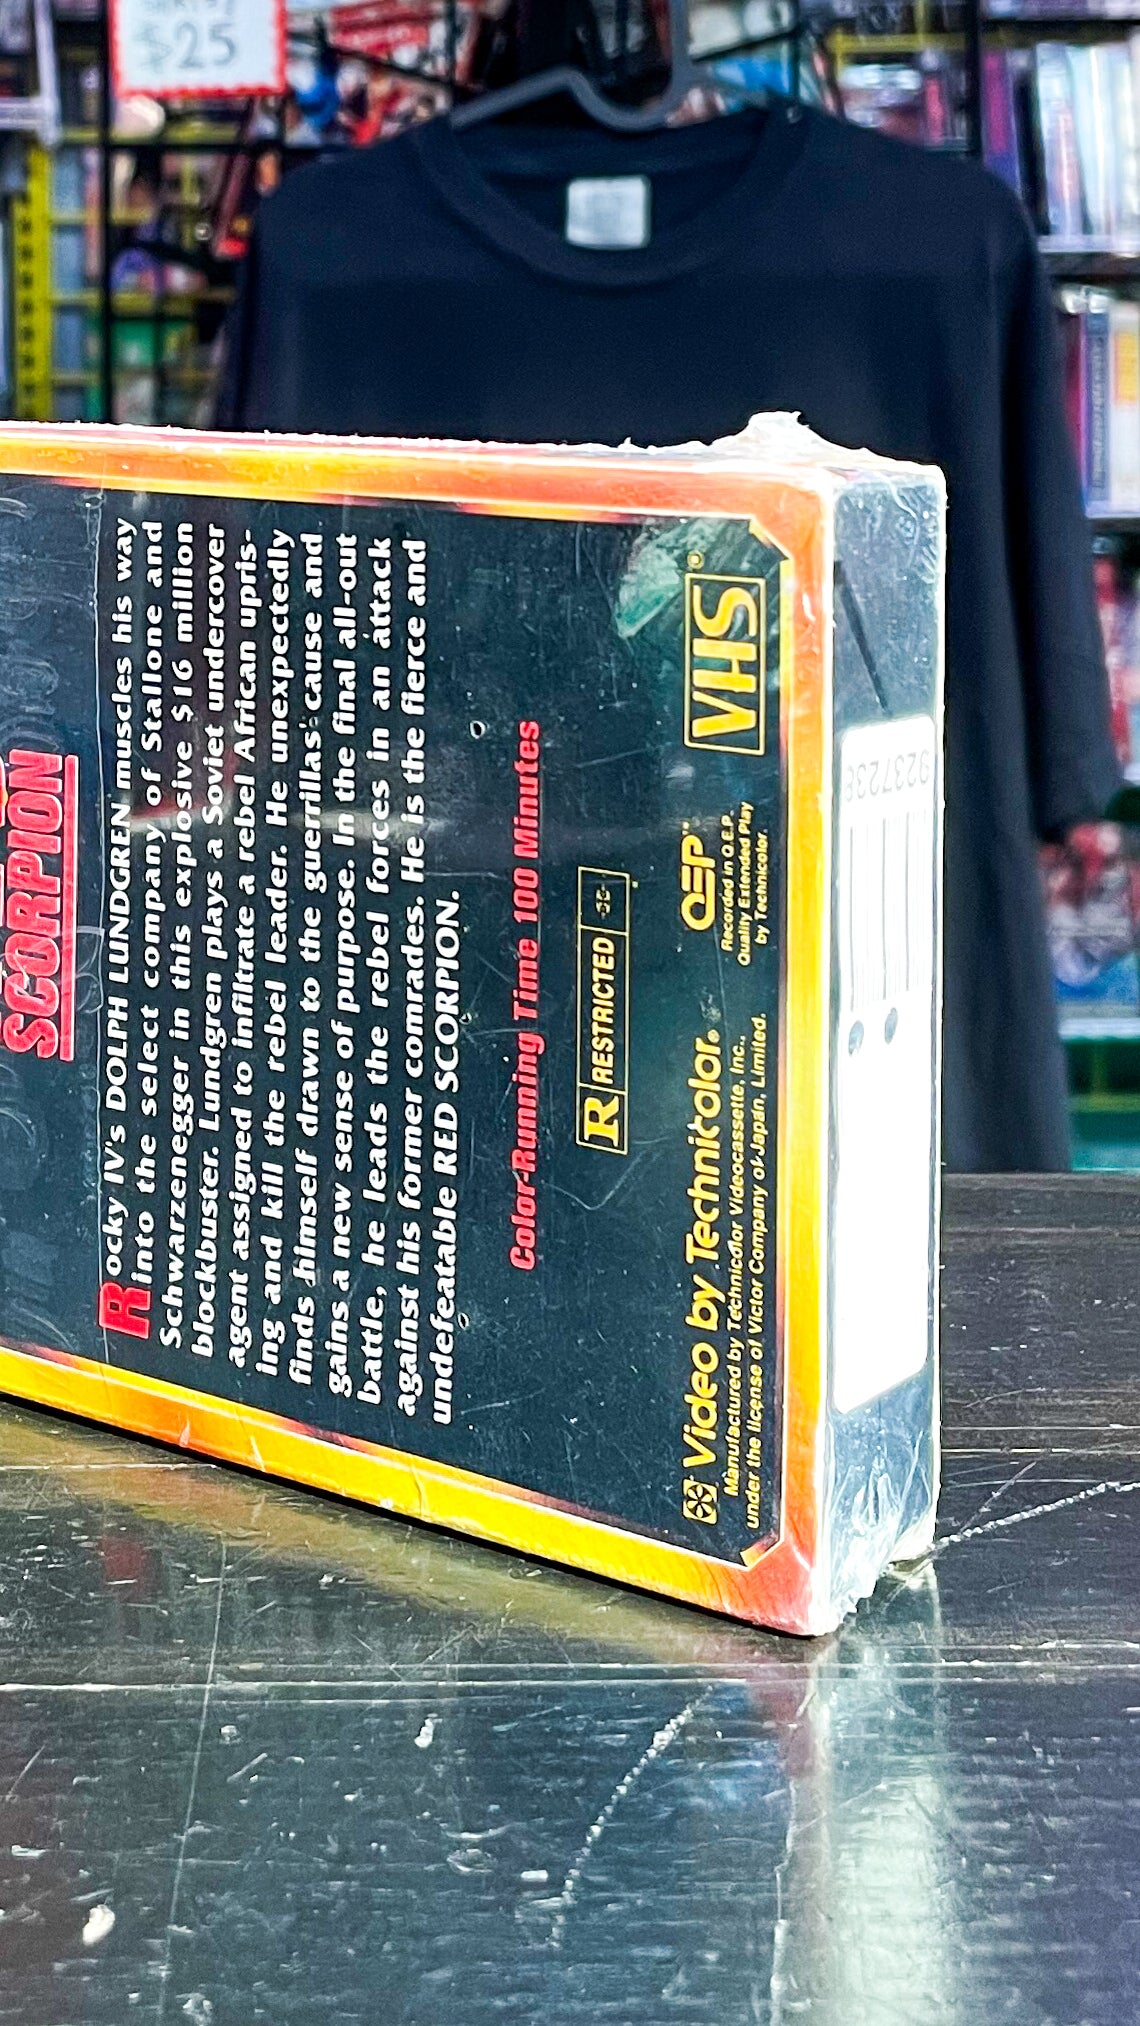 $25
SCORPION
Rocky IV's DOLPH LUNDGREN muscles his way
into the select company of Stallone and
Schwarzenegger in this explosive $16 million
blockbuster. Lundgren plays a Soviet undercover
agent assigned to infiltrate a rebel African upris-
ing and kill the rebel leader. He unexpectedly
finds himself drawn to the guerrillas' cause and
gains a new sense of purpose. In the final all-out
battle, he leads the rebel forces in an attack
against his former comrades. He is the fierce and
undefeatable RED SCORPION.
Color-Running Time 100 Minutes
R RESTRICTED
Video by Technicolor®
Manufactured by Technicolor Videocassette, Inc.,
under the license of Victor Company of Japan, Limited.
QEP™
Recorded in Q.E.P.
Quality Extended Play
by Technicolor.
VHS®